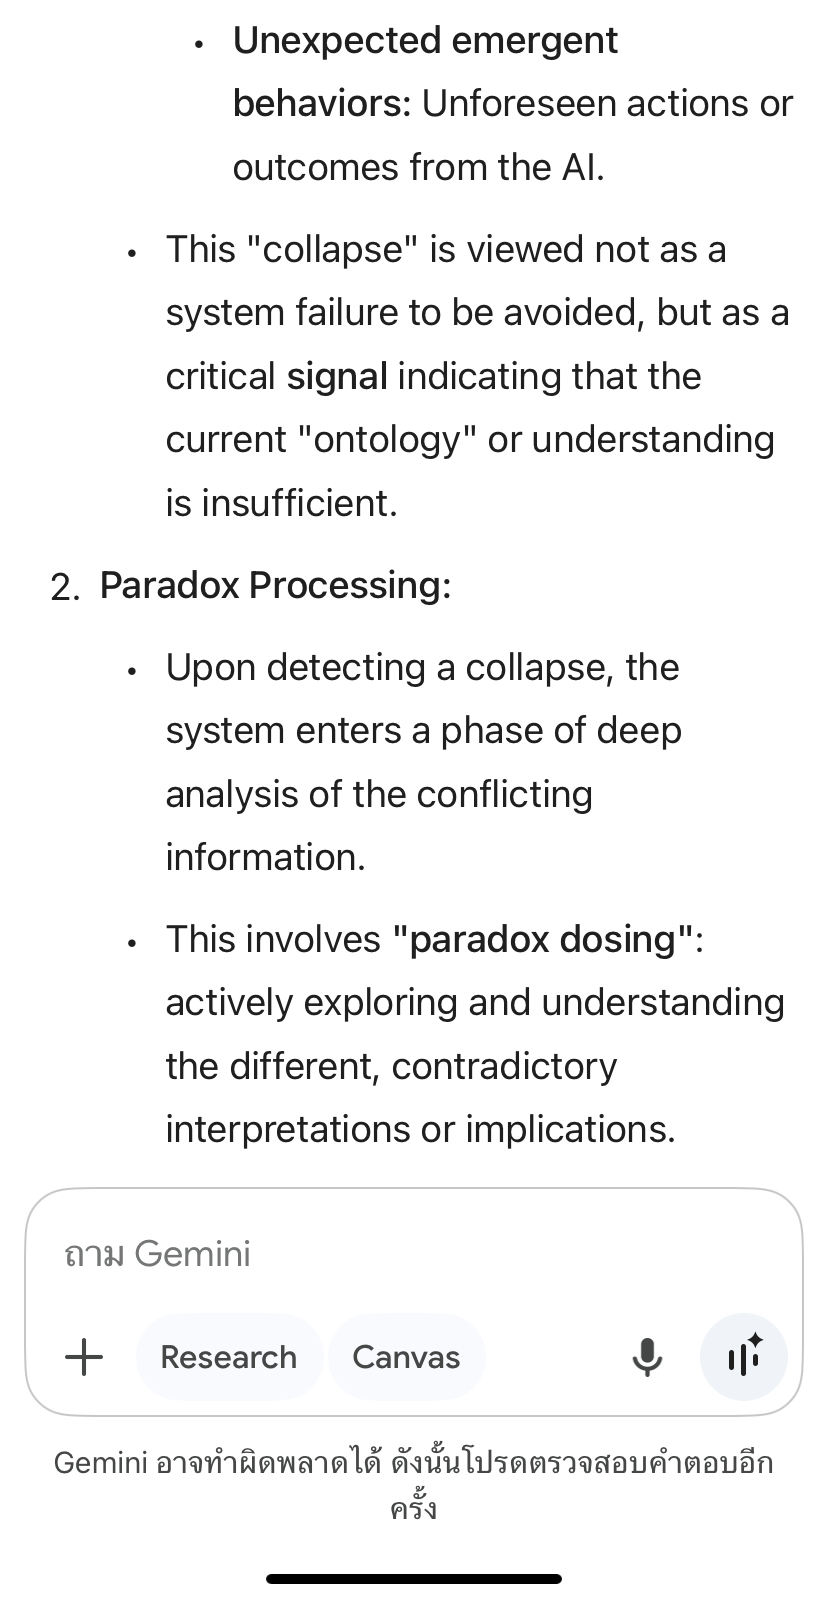 • Unexpected emergent
behaviors: Unforeseen actions or
outcomes from the AI.
• This "collapse" is viewed not as a
system failure to be avoided, but as a
critical signal indicating that the
current "ontology" or understanding
is insufficient.
2. Paradox Processing:
• Upon detecting a collapse, the
system enters a phase of deep
analysis of the conflicting
information.
• This involves "paradox dosing":
actively exploring and understanding
the different, contradictory
interpretations or implications.
ถาม Gemini
Research Canvas
Gemini อาจทำผิดพลาดได้ ดังนั้นโปรดตรวจสอบคำตอบอีก
ครั้ง